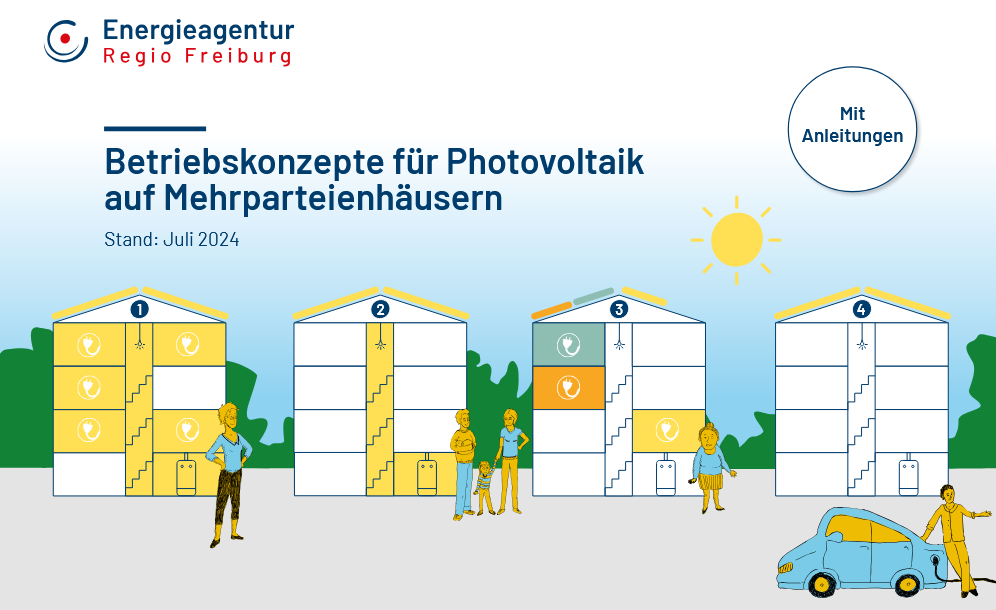 Energieagentur
Regio Freiburg
Mit
Anleitungen
Betriebskonzepte für Photovoltaik
auf Mehrparteienhäusern
Stand: Juli 2024
1
2
3
4